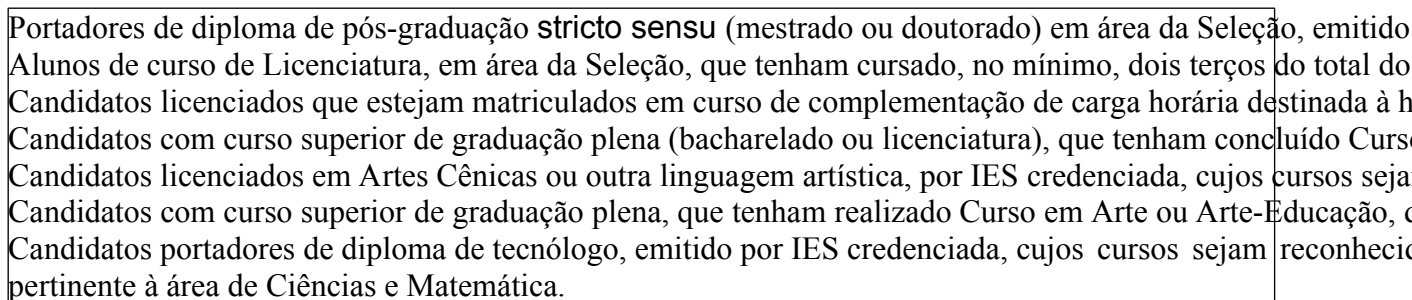 Portadores de diploma de pós-graduação stricto sensu (mestrado ou doutorado) em área da Seleção, emitido
Alunos de curso de Licenciatura, em área da Seleção, que tenham cursado, no mínimo, dois terços do total do
Candidatos licenciados que estejam matriculados em curso de complementação de carga horária destinada à
Candidatos com curso superior de graduação plena (bacharelado ou licenciatura), que tenham concluído
Candidatos licenciados em Artes Cênicas ou outra linguagem artística, por IES credenciada, cujos cursos
Candidatos com curso superior de graduação plena, que tenham realizado Curso em Arte ou Arte-Educação,
Candidatos portadores de diploma de tecnólogo, emitido por IES credenciada, cujos cursos sejam
pertinente à área de Ciências e Matemática.